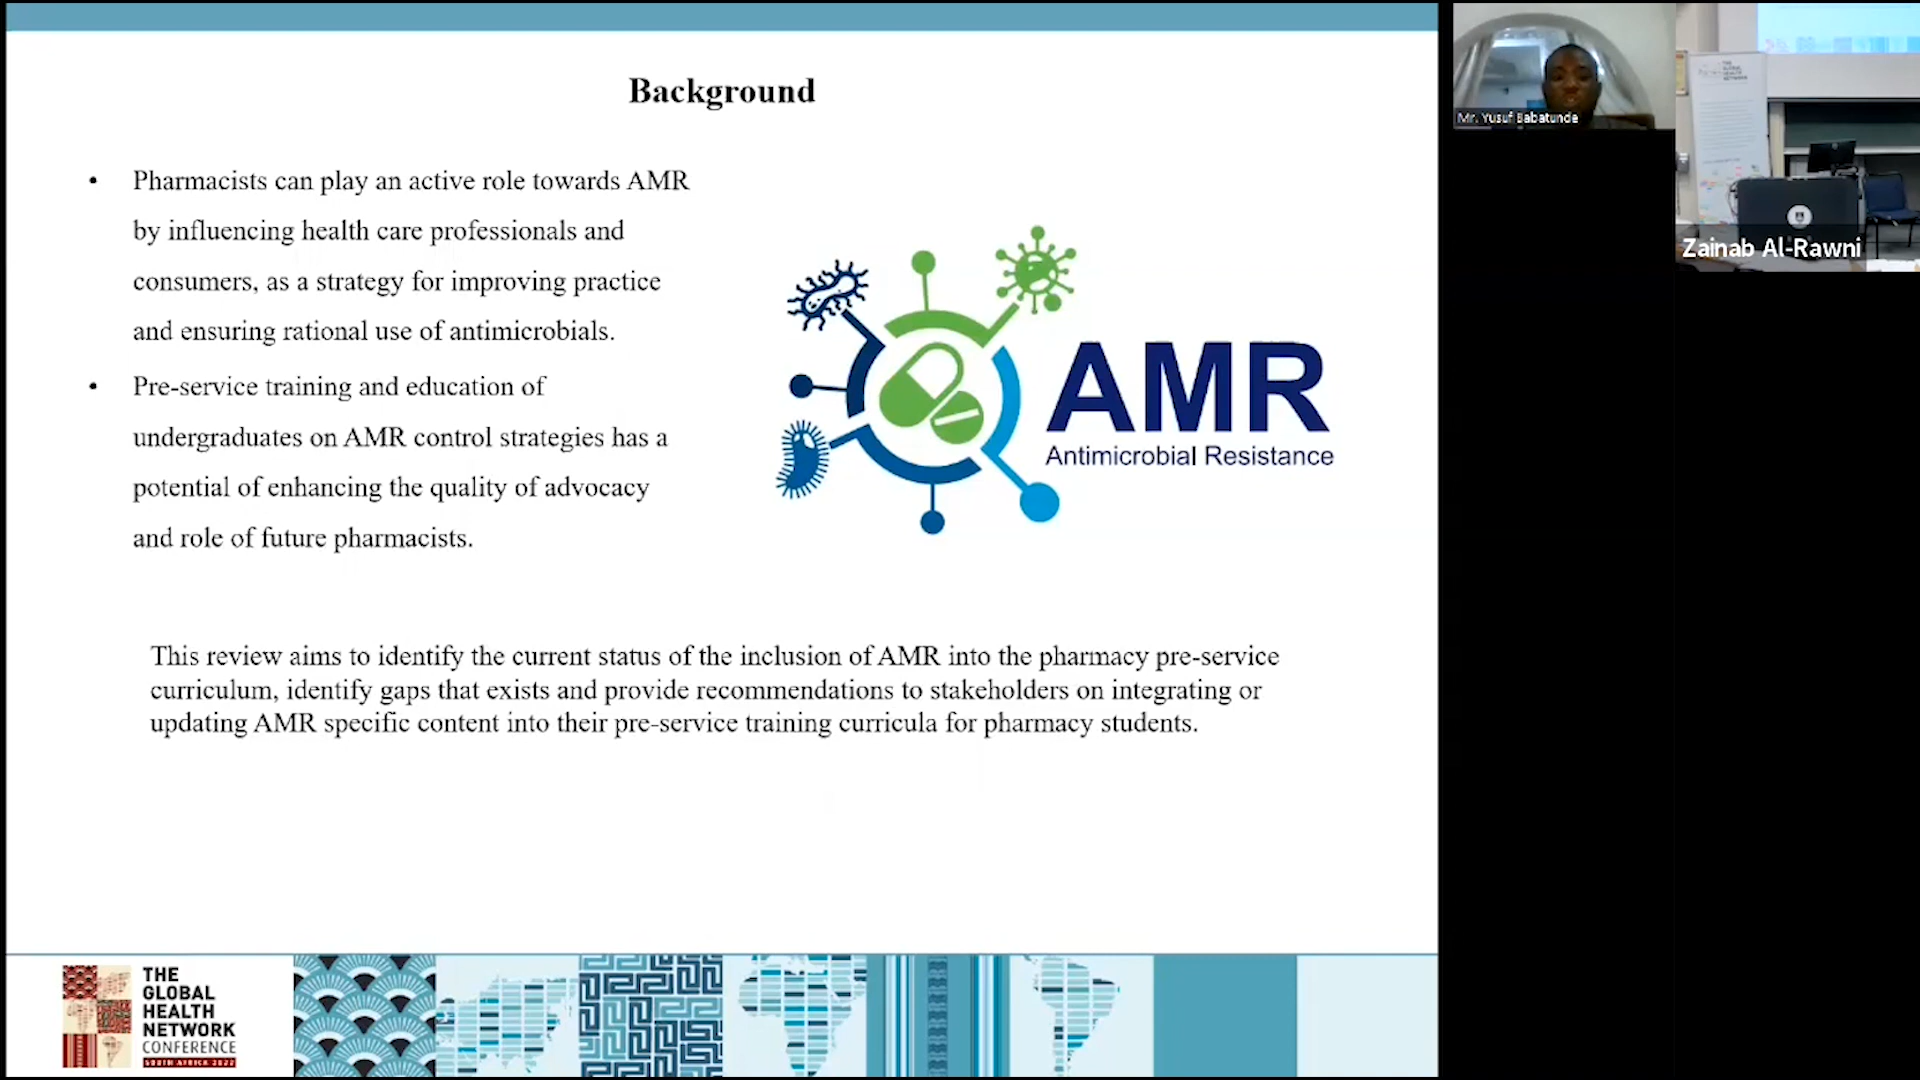 Background
• Pharmacists can play an active role towards AMR
by influencing health care professionals and
consumers, as a strategy for improving practice
and ensuring rational use of antimicrobials.
• Pre-service training and education of
undergraduates on AMR control strategies has a
potential of enhancing the quality of advocacy
and role of future pharmacists.
AMR
Antimicrobial Resistance
This review aims to identify the current status of the inclusion of AMR into the pharmacy pre-service
curriculum, identify gaps that exists and provide recommendations to stakeholders on integrating or
updating AMR specific content into their pre-service training curricula for pharmacy students.
THE
GLOBAL
HEALTH
NETWORK
CONFERENCE
SOUTH AFRICA 2022
Mr. Yusuf Babatunde
THE
GLOBAL
HEALTH
NETWORK
Zainab Al-Rawni